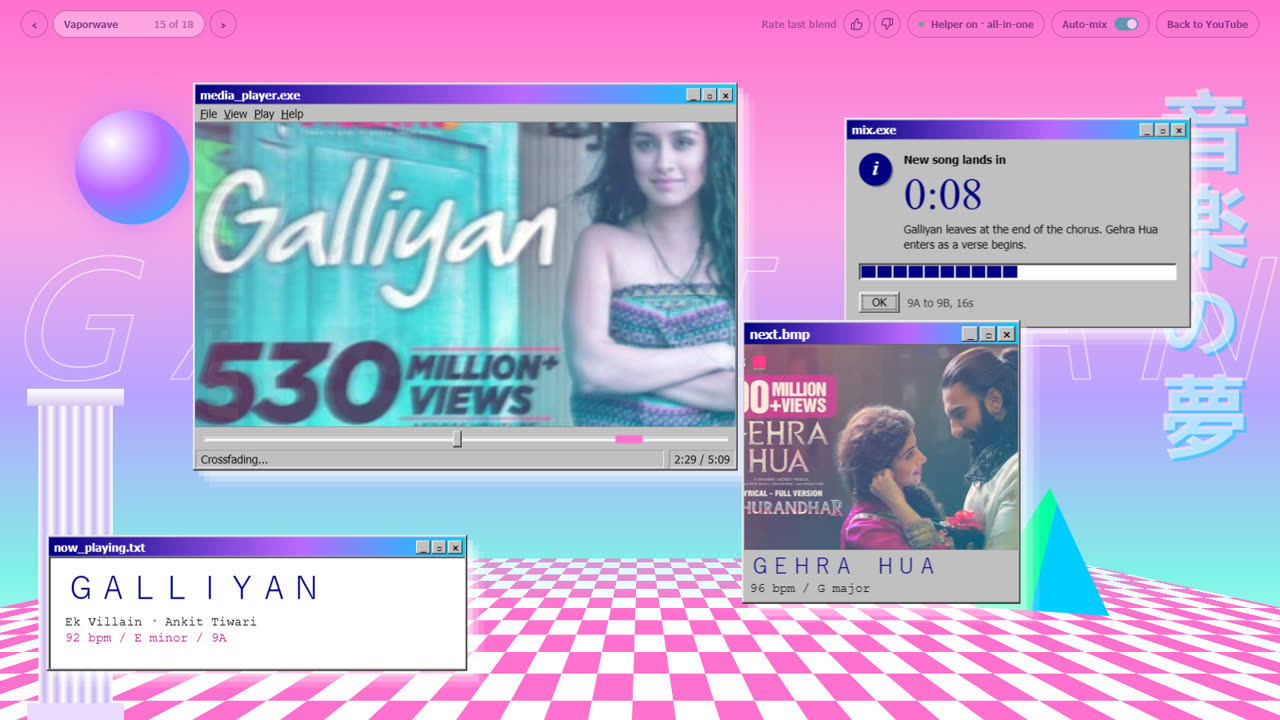 Vaporwave 15 of 18
Rate last blend
Helper on · all-in-one
Auto-mix
Back to YouTube
media_player.exe
File View Play Help
Galliyan
530 MILLION+
VIEWS
Crossfading...
2:29 / 5:09
mix.exe
New song lands in
0:08
Galliyan leaves at the end of the chorus. Gehra Hua
enters as a verse begins.
OK
9A to 9B, 16s
音楽の夢
next.bmp
00 MILLION
+VIEWS
EHRA
HUA
YRICAL - FULL VERSION
HURANDHAR
GEHRA HUA
96 bpm / G major
now_playing.txt
GALLIYAN
Ek Villain · Ankit Tiwari
92 bpm / E minor / 9A